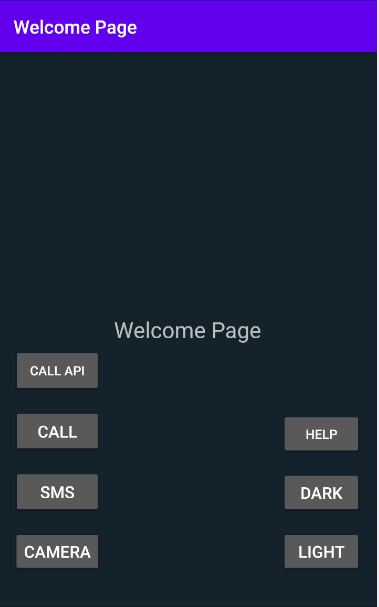 Welcome Page
Welcome Page
CALL API
CALL
HELP
SMS
DARK
CAMERA
LIGHT